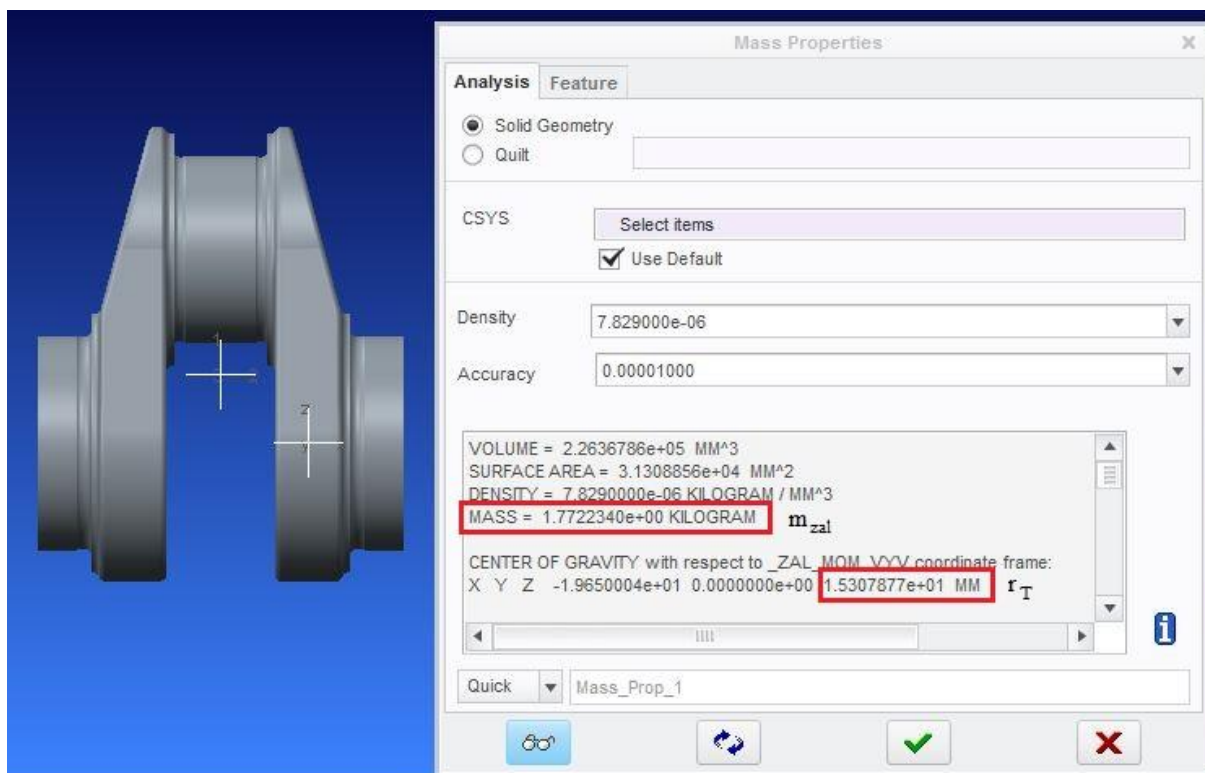 Mass Properties
Analysis Feature
Solid Geometry
Quilt
CSYS
Select items
Use Default
Density 7.829000e-06
Accuracy 0.00001000
VOLUME = 2.2636786e+05 MM^3
SURFACE AREA = 3.1308856e+04 MM^2
DENSITY = 7.8290000e-06 KILOGRAM / MM^3
MASS = 1.7722340e+00 KILOGRAM m_zal
CENTER OF GRAVITY with respect to _ZAL_MOM_VYV coordinate frame:
X Y Z -1.9650004e+01 0.0000000e+00 1.5307877e+01 MM r_T
Quick Mass_Prop_1
Z